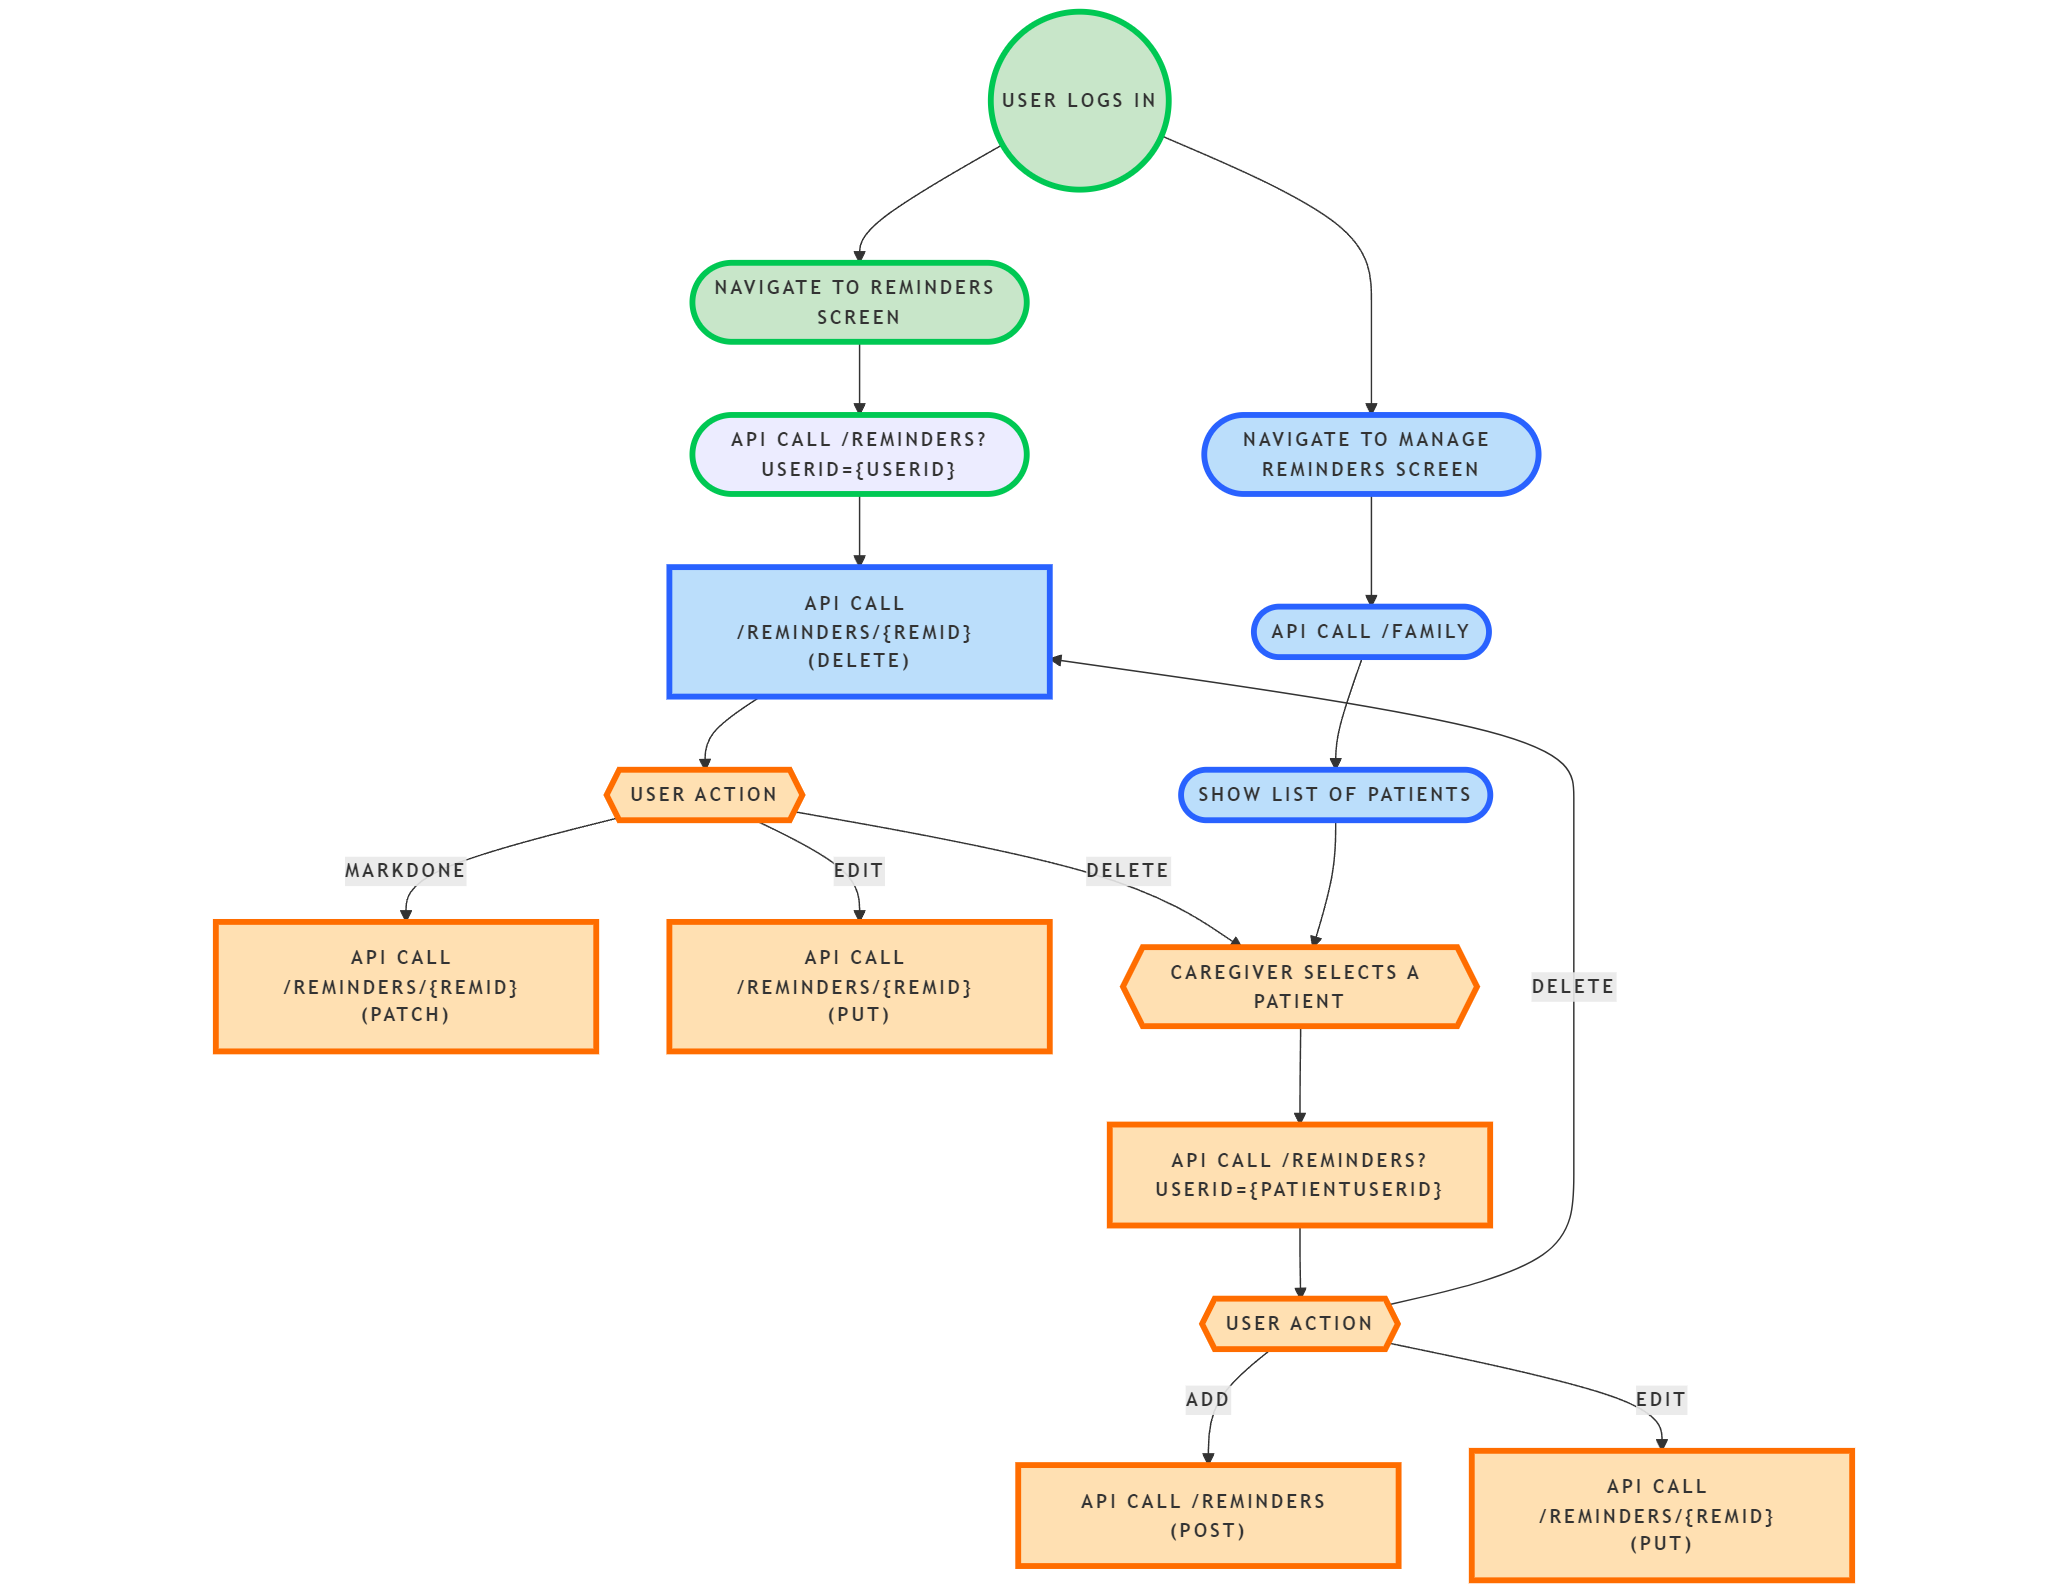 USER LOGS IN
NAVIGATE TO REMINDERS
SCREEN
API CALL /REMINDERS?
USERID={USERID}
NAVIGATE TO MANAGE
REMINDERS SCREEN
API CALL
/REMINDERS/{REMID}
(DELETE)
API CALL /FAMILY
USER ACTION
SHOW LIST OF PATIENTS
MARKDONE
EDIT
DELETE
API CALL
/REMINDERS/{REMID}
(PATCH)
API CALL
/REMINDERS/{REMID}
(PUT)
CAREGIVER SELECTS A
PATIENT
DELETE
API CALL /REMINDERS?
USERID={PATIENTUSERID}
USER ACTION
ADD
EDIT
API CALL /REMINDERS
(POST)
API CALL
/REMINDERS/{REMID}
(PUT)